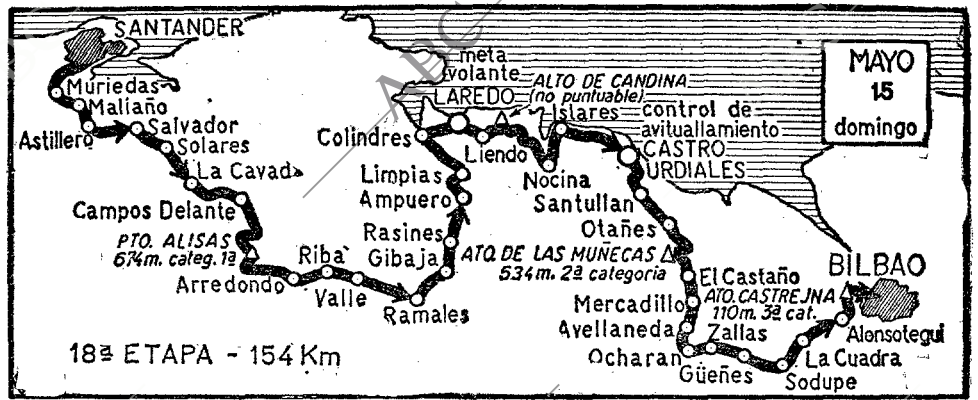 SANTANDER
Muriedas
Maliaño
Astillero
Salvador
Solares
La Cavad
Campos Delante
PTO. ALISAS
674m. categ. 1ª
Arredondo
Riba
Valle
Ramales
Gibaja
Rasines
Ampuero
Limpias
Colindres
LAREDO
meta
volante
Liendo
ALTO DE CANDINA
(no puntuable)
Nocina
Islares
control de
avituallamiento
CASTRO
URDIALES
Santullan
Otañes
ATO. DE LAS MUÑECAS
534m. 2ª categoria
El Castaño
Mercadillo
Avellaneda
Ocharan
Zallas
Güeñes
Sodupe
La Cuadra
Alonsotegui
ATO. CASTREJNA
110m. 3ª cat.
BILBAO
MAYO
15
domingo
18ª ETAPA - 154 Km
ABC